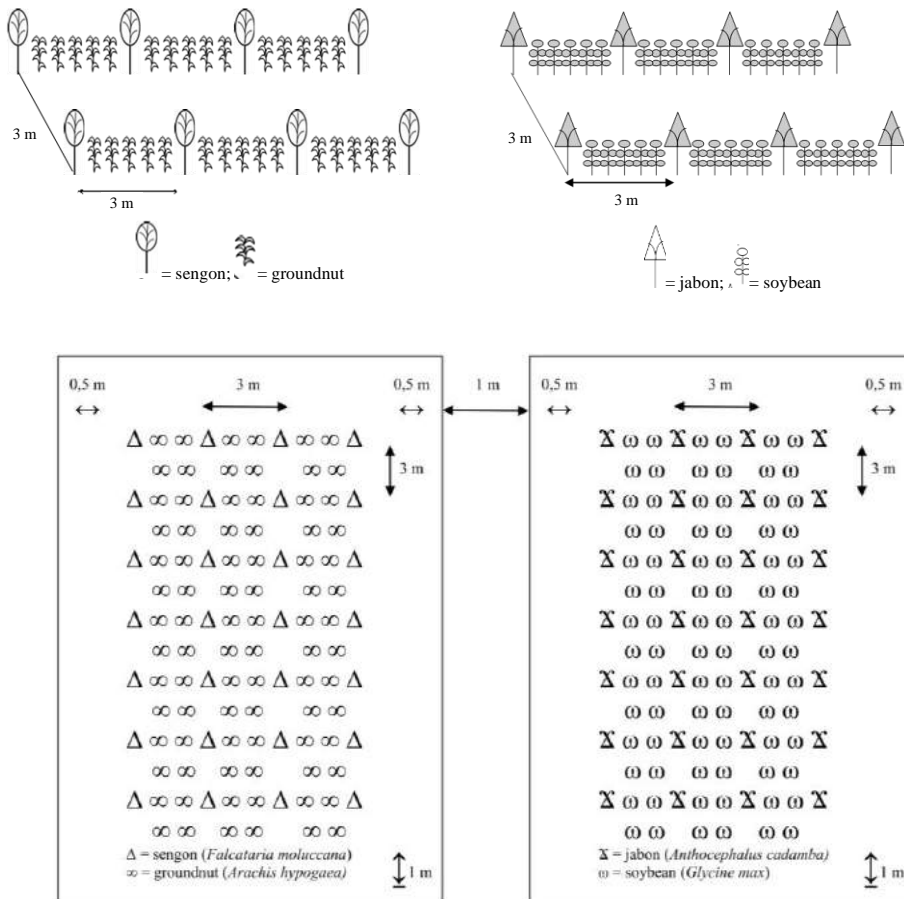 3 m
3 m
3 m
3 m
= sengon; = groundnut
= jabon; = soybean
0,5 m 3 m 0,5 m 1 m 0,5 m 3 m 0,5 m
Δ ∞ ∞ Δ ∞ ∞ Δ ∞ ∞ Δ
3 m
∞ ∞ ∞ ∞ ∞ ∞
Δ ∞ ∞ Δ ∞ ∞ Δ ∞ ∞ Δ
∞ ∞ ∞ ∞ ∞ ∞
Δ ∞ ∞ Δ ∞ ∞ Δ ∞ ∞ Δ
∞ ∞ ∞ ∞ ∞ ∞
Δ ∞ ∞ Δ ∞ ∞ Δ ∞ ∞ Δ
∞ ∞ ∞ ∞ ∞ ∞
Δ ∞ ∞ Δ ∞ ∞ Δ ∞ ∞ Δ
∞ ∞ ∞ ∞ ∞ ∞
Δ ∞ ∞ Δ ∞ ∞ Δ ∞ ∞ Δ
∞ ∞ ∞ ∞ ∞ ∞
Δ ∞ ∞ Δ ∞ ∞ Δ ∞ ∞ Δ
∞ ∞ ∞ ∞ ∞ ∞
Δ = sengon (Falcataria moluccana)
∞ = groundnut (Arachis hypogaea)
1 m
Ϫ ω ω Ϫ ω ω Ϫ ω ω Ϫ
3 m
ω ω ω ω ω ω
Ϫ ω ω Ϫ ω ω Ϫ ω ω Ϫ
ω ω ω ω ω ω
Ϫ ω ω Ϫ ω ω Ϫ ω ω Ϫ
ω ω ω ω ω ω
Ϫ ω ω Ϫ ω ω Ϫ ω ω Ϫ
ω ω ω ω ω ω
Ϫ ω ω Ϫ ω ω Ϫ ω ω Ϫ
ω ω ω ω ω ω
Ϫ ω ω Ϫ ω ω Ϫ ω ω Ϫ
ω ω ω ω ω ω
Ϫ ω ω Ϫ ω ω Ϫ ω ω Ϫ
ω ω ω ω ω ω
Ϫ = jabon (Anthocephalus cadamba)
ω = soybean (Glycine max)
1 m